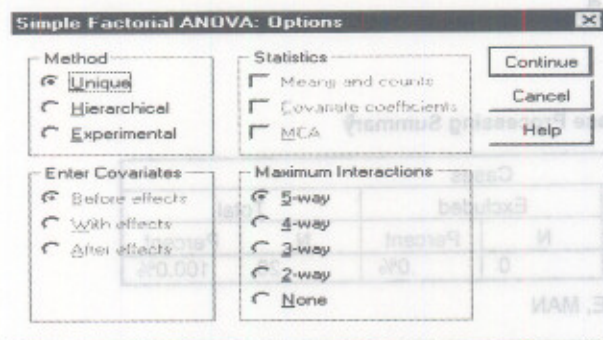 Simple Factorial ANOVA: Options
Method
Unique
Hierarchical
Experimental
Statistics
Means and counts
Covariate coefficients
MCA
Continue
Cancel
Help
Enter Covariates
Before effects
With effects
After effects
Maximum Interactions
5-way
4-way
3-way
2-way
None